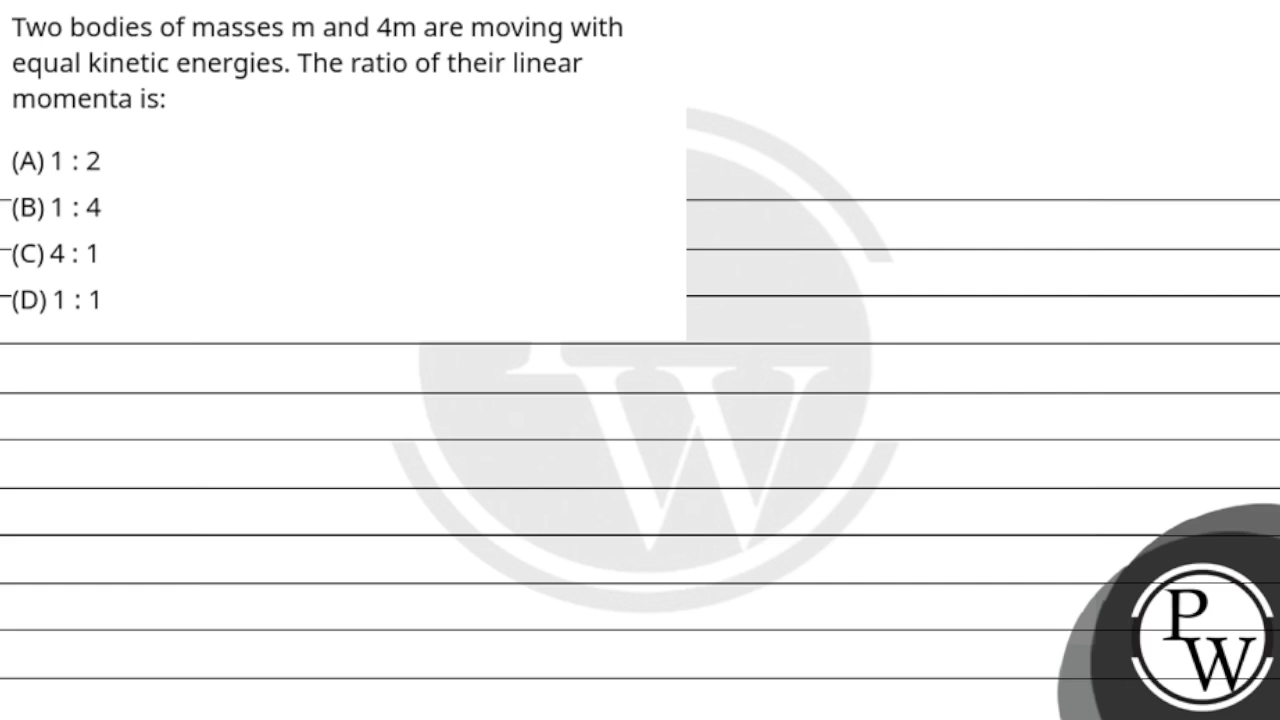 Two bodies of masses m and 4m are moving with
equal kinetic energies. The ratio of their linear
momenta is:
(A) 1 : 2
(B) 1 : 4
(C) 4 : 1
(D) 1 : 1
W
P
W